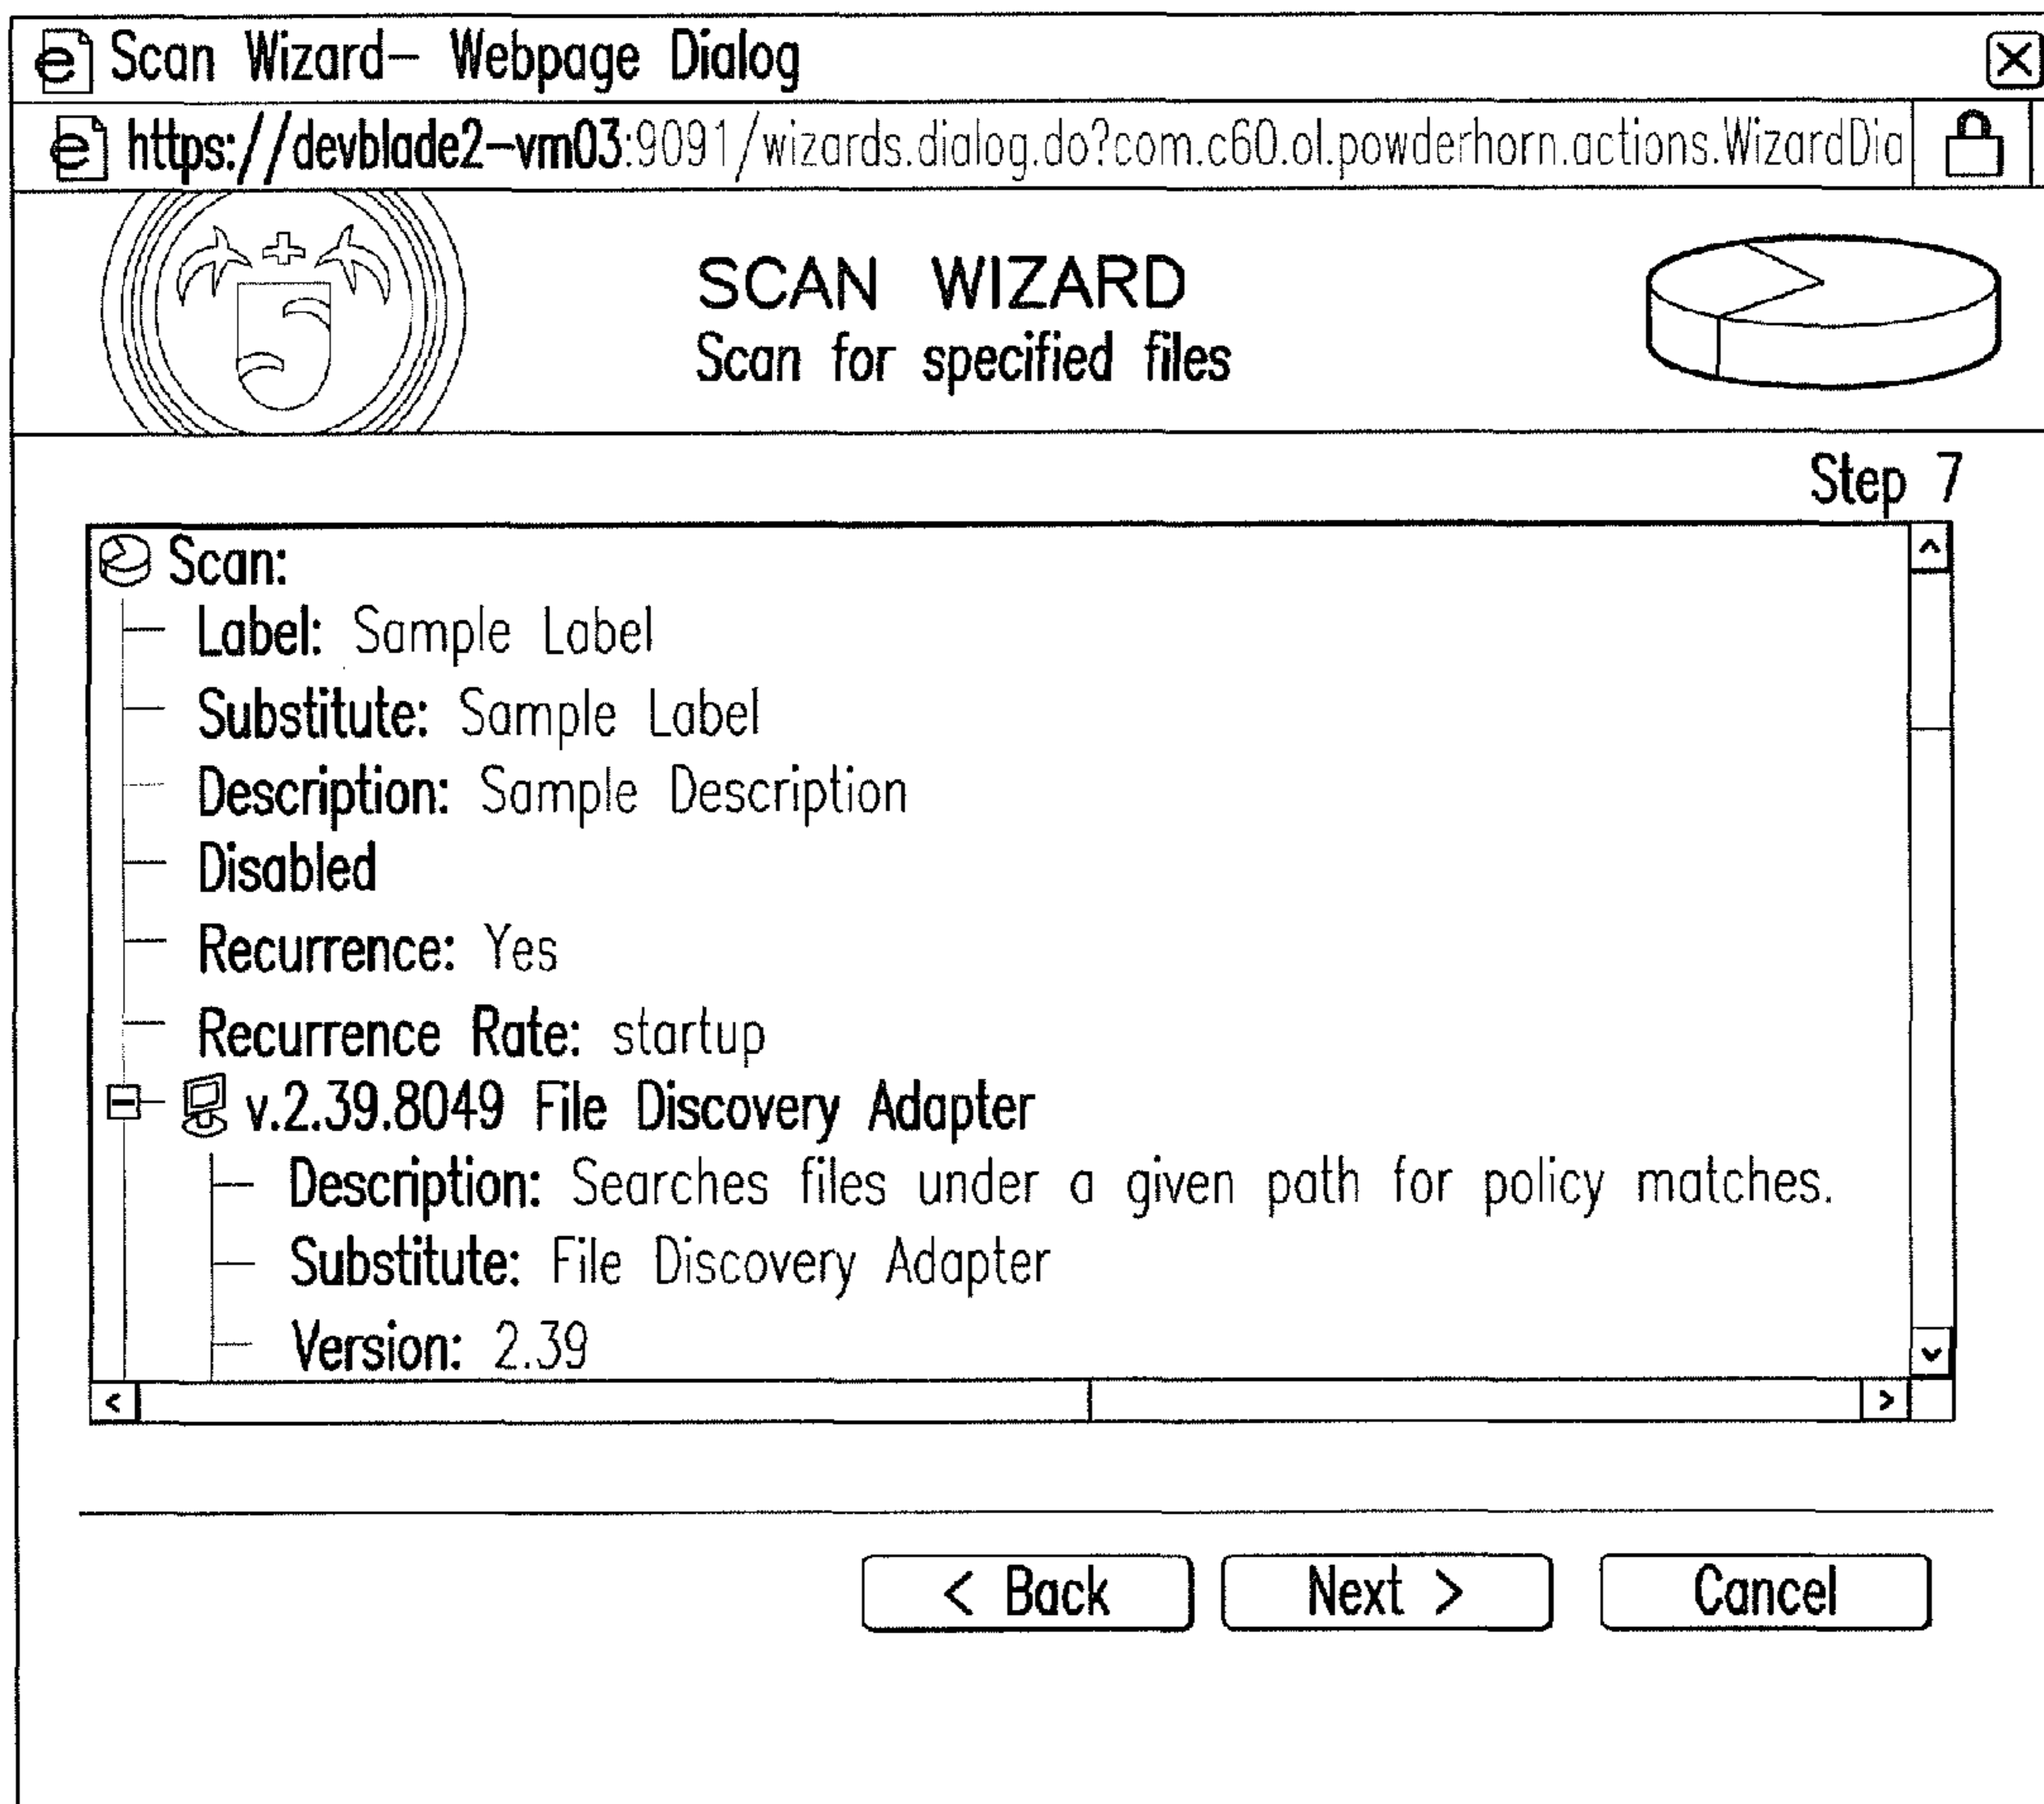 Scan Wizard– Webpage Dialog
https://devblade2–vm03:9091/wizards.dialog.do?com.c60.ol.powderhorn.actions.WizardDia
SCAN WIZARD
Scan for specified files
Step 7
Scan:
Label: Sample Label
Substitute: Sample Label
Description: Sample Description
Disabled
Recurrence: Yes
Recurrence Rate: startup
v.2.39.8049 File Discovery Adapter
Description: Searches files under a given path for policy matches.
Substitute: File Discovery Adapter
Version: 2.39
< Back Next > Cancel